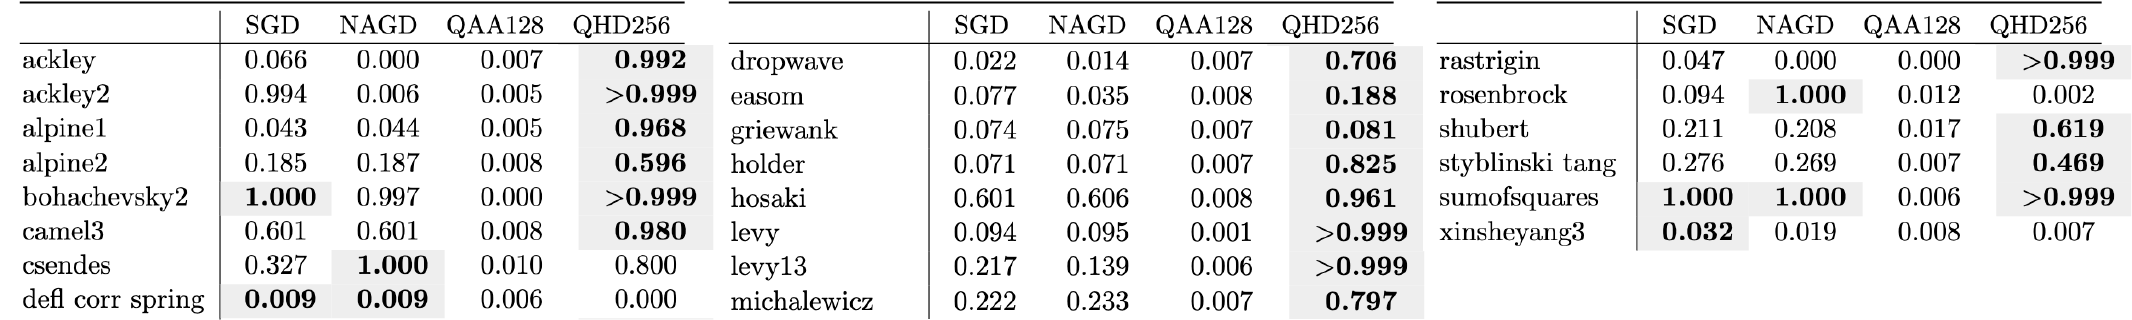 SGD NAGD QAA128 QHD256
ackley 0.066 0.000 0.007 0.992
ackley2 0.994 0.006 0.005 >0.999
alpine1 0.043 0.044 0.005 0.968
alpine2 0.185 0.187 0.008 0.596
bohachevsky2 1.000 0.997 0.000 >0.999
camel3 0.601 0.601 0.008 0.980
csendes 0.327 1.000 0.010 0.800
defl corr spring 0.009 0.009 0.006 0.000
SGD NAGD QAA128 QHD256
dropwave 0.022 0.014 0.007 0.706
easom 0.077 0.035 0.008 0.188
griewank 0.074 0.075 0.007 0.081
holder 0.071 0.071 0.007 0.825
hosaki 0.601 0.606 0.008 0.961
levy 0.094 0.095 0.001 >0.999
levy13 0.217 0.139 0.006 >0.999
michalewicz 0.222 0.233 0.007 0.797
SGD NAGD QAA128 QHD256
rastrigin 0.047 0.000 0.000 >0.999
rosenbrock 0.094 1.000 0.012 0.002
shubert 0.211 0.208 0.017 0.619
styblinski tang 0.276 0.269 0.007 0.469
sumofsquares 1.000 1.000 0.006 >0.999
xinsheyang3 0.032 0.019 0.008 0.007